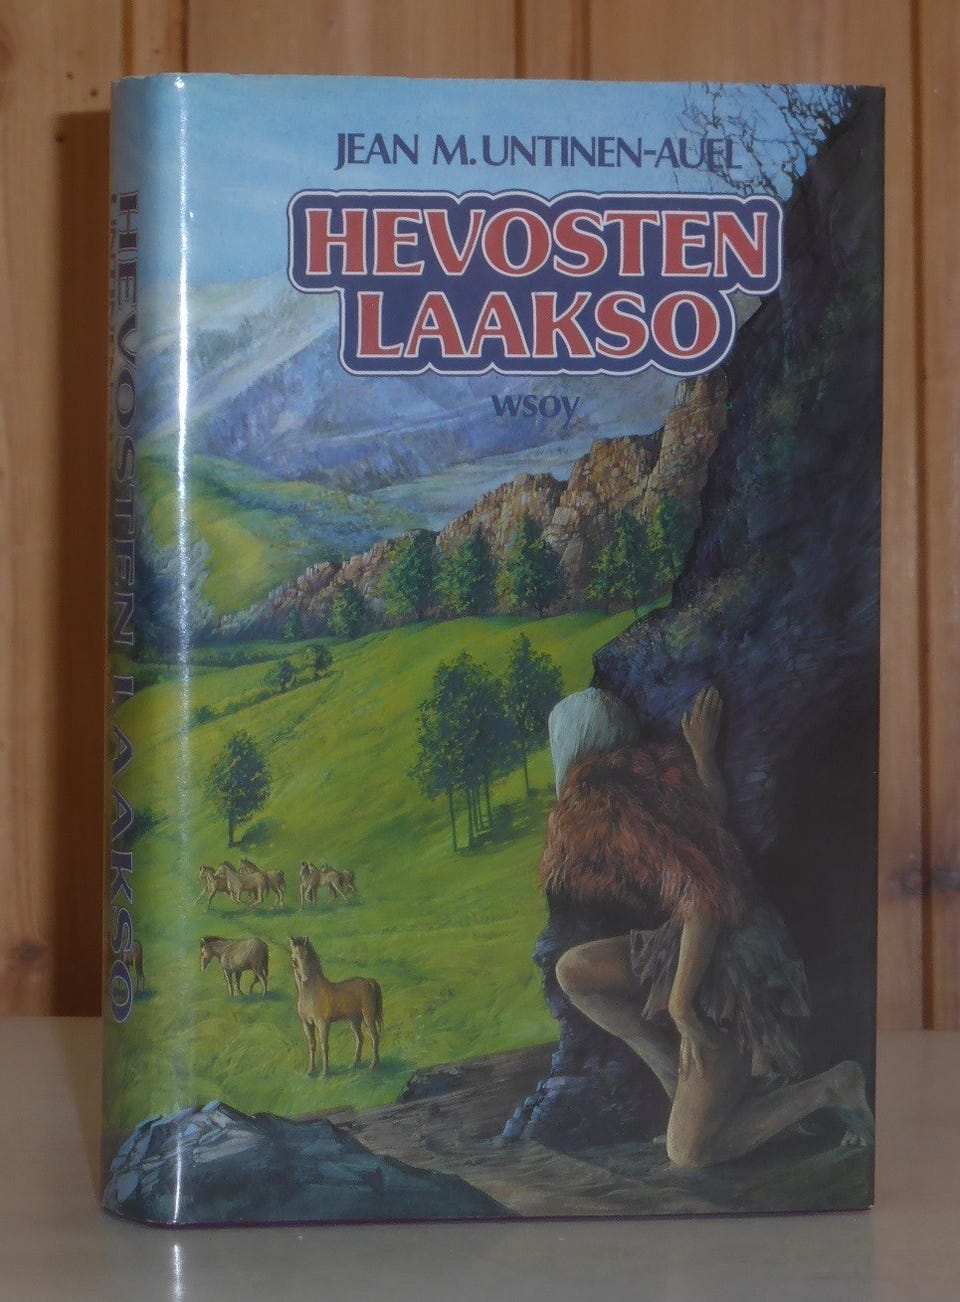 JEAN M. UNTINEN-AUEL
HEVOSTEN
LAAKSO
WSOY
HEVOSTEN LAAKSO